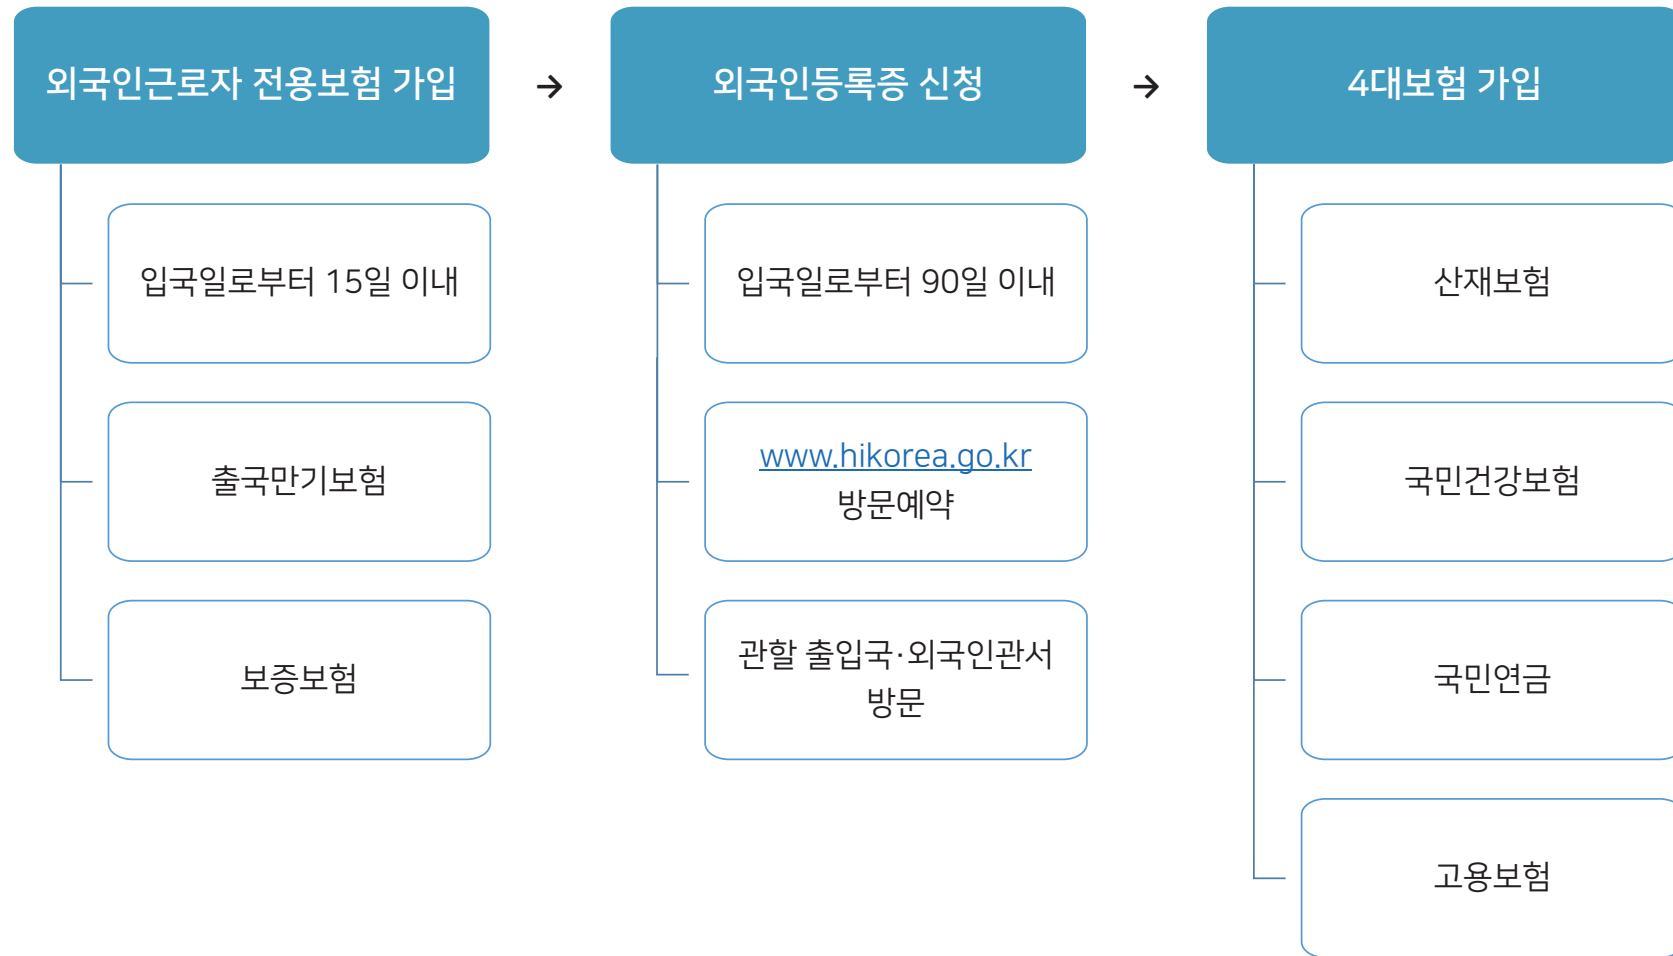 외국인근로자 전용보험 가입
→
외국인등록증 신청
→
4대보험 가입
입국일로부터 15일 이내
출국만기보험
보증보험
입국일로부터 90일 이내
www.hikorea.go.kr
방문예약
관할 출입국·외국인관서
방문
산재보험
국민건강보험
국민연금
고용보험